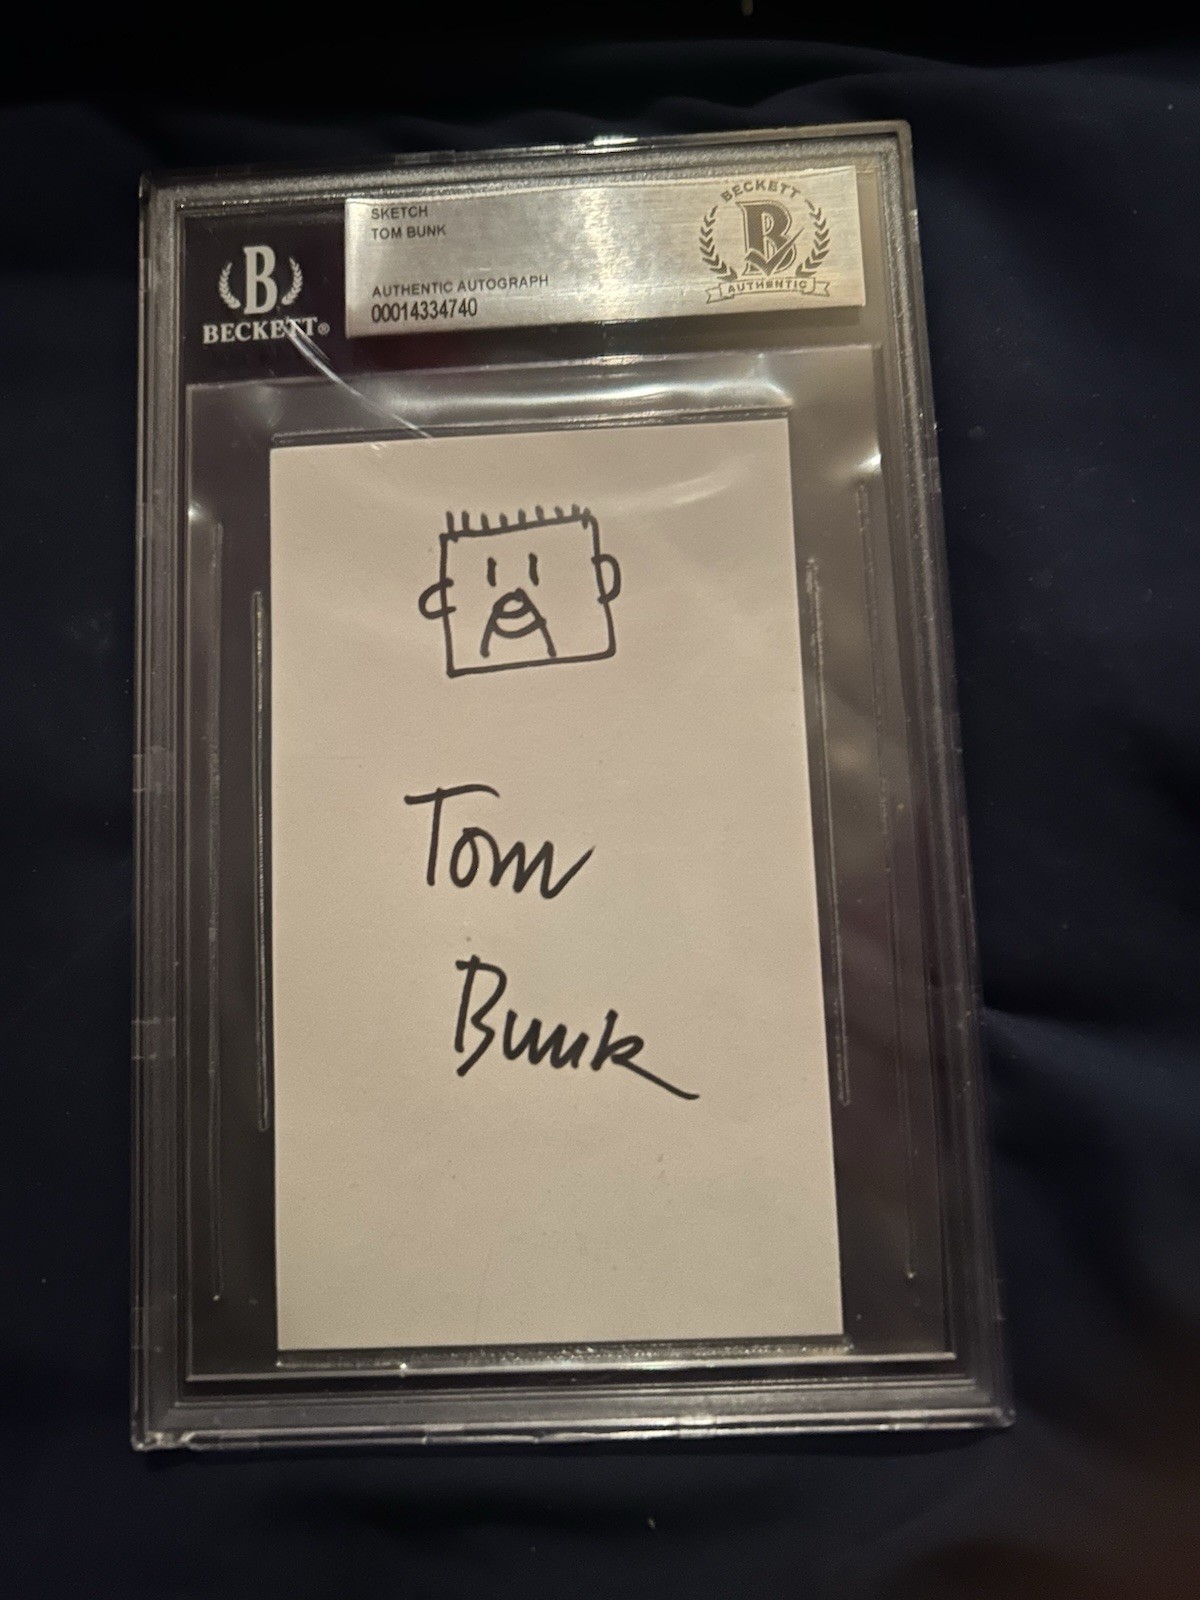 SKETCH
TOM BUNK
AUTHENTIC AUTOGRAPH
00014334740
B
BECKETT®
BECKETT
B
AUTHENTIC
Tom
Bunk